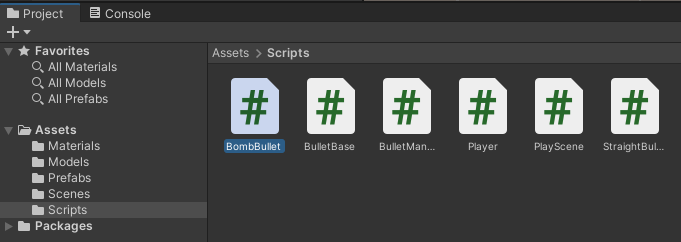 Project
Console
Favorites
All Materials
All Models
All Prefabs
Assets
Materials
Models
Prefabs
Scenes
Scripts
Packages
Assets > Scripts
BombBullet
BulletBase
BulletMan...
Player
PlayScene
StraightBul...